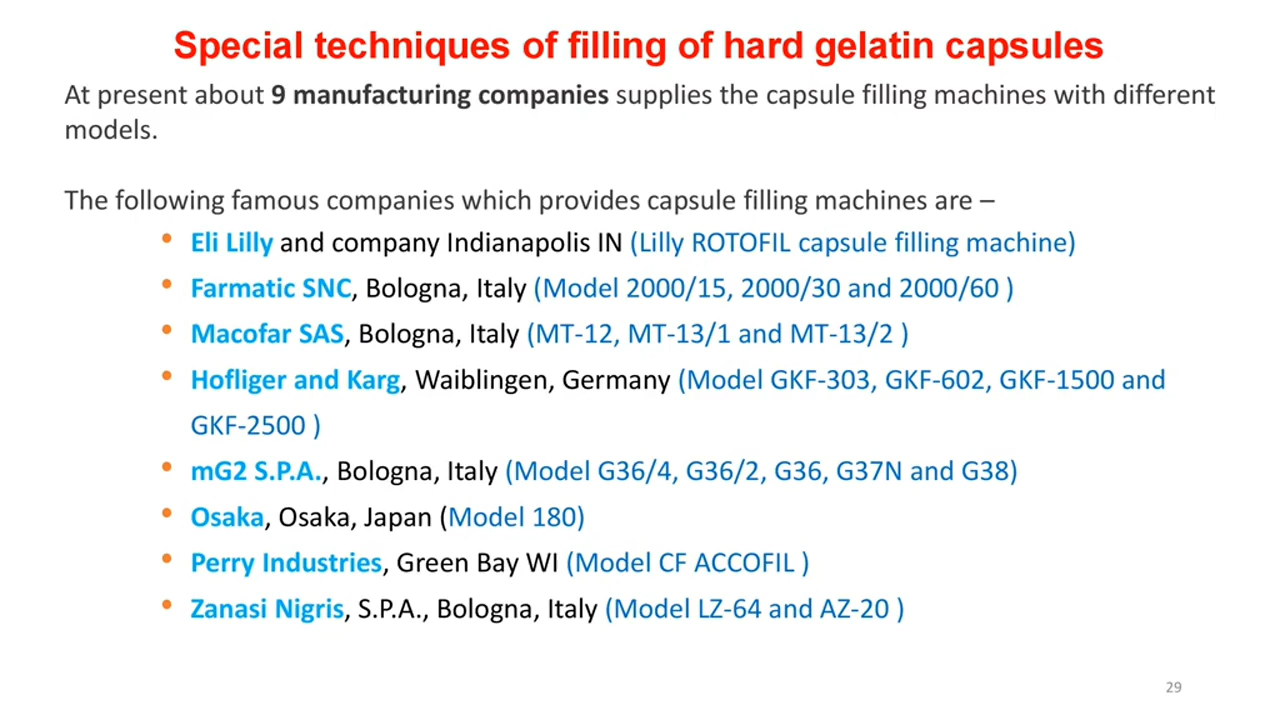 Special techniques of filling of hard gelatin capsules
At present about 9 manufacturing companies supplies the capsule filling machines with different
models.
The following famous companies which provides capsule filling machines are –
• Eli Lilly and company Indianapolis IN (Lilly ROTOFIL capsule filling machine)
• Farmatic SNC, Bologna, Italy (Model 2000/15, 2000/30 and 2000/60 )
• Macofar SAS, Bologna, Italy (MT-12, MT-13/1 and MT-13/2 )
• Hofliger and Karg, Waiblingen, Germany (Model GKF-303, GKF-602, GKF-1500 and
GKF-2500 )
• mG2 S.P.A., Bologna, Italy (Model G36/4, G36/2, G36, G37N and G38)
• Osaka, Osaka, Japan (Model 180)
• Perry Industries, Green Bay WI (Model CF ACCOFIL )
• Zanasi Nigris, S.P.A., Bologna, Italy (Model LZ-64 and AZ-20 )
29